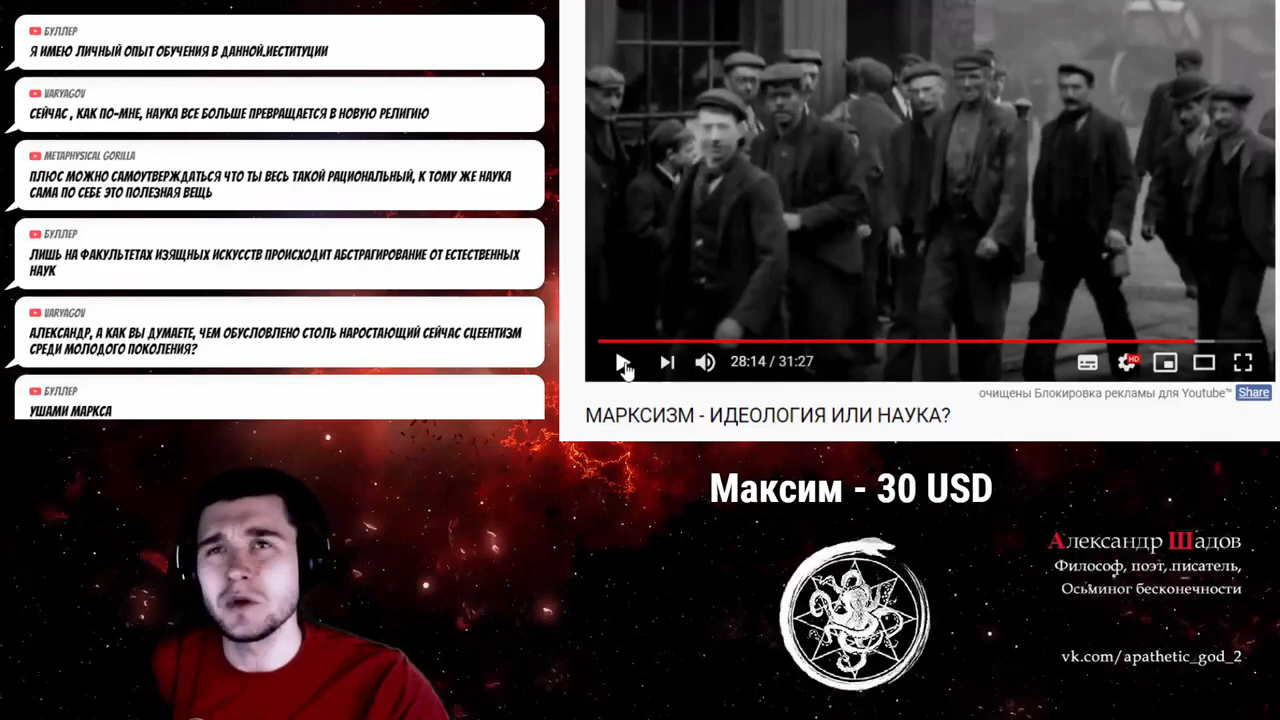 БУЛЛЕР
Я ИМЕЮ ЛИЧНЫЙ ОПЫТ ОБУЧЕНИЯ В ДАННОЙ.ИЕСТИТУЦИИ
VARYAGOV
СЕЙЧАС , КАК ПО-МНЕ, НАУКА ВСЕ БОЛЬШЕ ПРЕВРАЩАЕТСЯ В НОВУЮ РЕЛИГИЮ
METAPHYSICAL GORILLA
ПЛЮС МОЖНО САМОУТВЕРЖДАТЬСЯ ЧТО ТЫ ВЕСЬ ТАКОЙ РАЦИОНАЛЬНЫЙ, К ТОМУ ЖЕ НАУКА
САМА ПО СЕБЕ ЭТО ПОЛЕЗНАЯ ВЕЩЬ
БУЛЛЕР
ЛИШЬ НА ФАКУЛЬТЕТАХ ИЗЯЩНЫХ ИСКУССТВ ПРОИСХОДИТ АБСТРАГИРОВАНИЕ ОТ ЕСТЕСТВЕННЫХ
НАУК
VARYAGOV
АЛЕКСАНДР, А КАК ВЫ ДУМАЕТЕ, ЧЕМ ОБУСЛОВЛЕНО СТОЛЬ НАРОСТАЮЩИЙ СЕЙЧАС СЦЕЕНТИЗМ
СРЕДИ МОЛОДОГО ПОКОЛЕНИЯ?
БУЛЛЕР
УШАМИ МАРКСА
28:14 / 31:27
HD
очищены Блокировка рекламы для Youtube™ Share
МАРКСИЗМ - ИДЕОЛОГИЯ ИЛИ НАУКА?
Максим - 30 USD
Александр Шадов
Философ, поэт, писатель,
Осьминог бесконечности
vk.com/apathetic_god_2